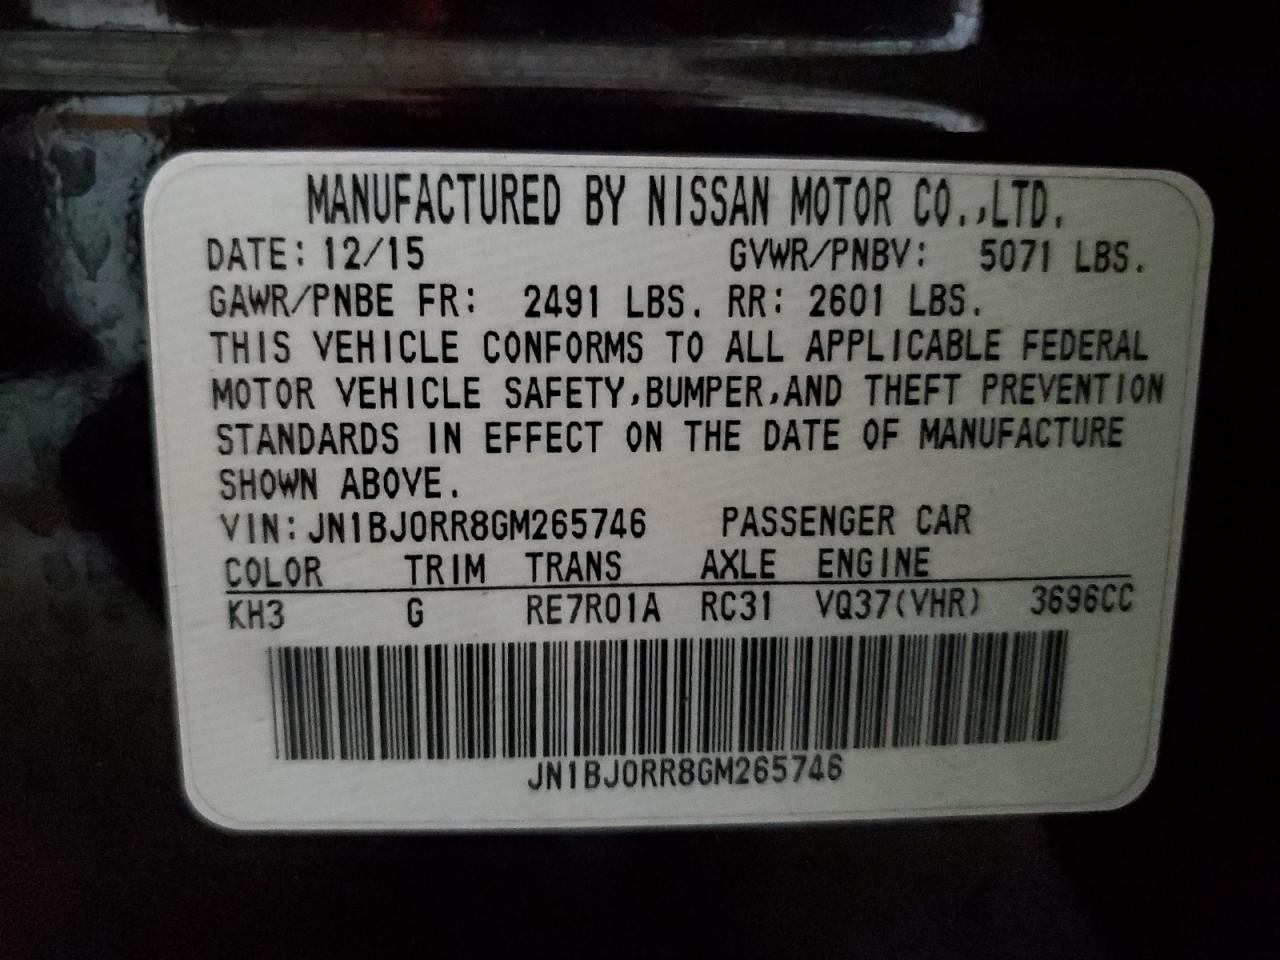 MANUFACTURED BY NISSAN MOTOR CO.,LTD.
DATE: 12/15 GVWR/PNBV: 5071 LBS.
GAWR/PNBE FR: 2491 LBS. RR: 2601 LBS.
THIS VEHICLE CONFORMS TO ALL APPLICABLE FEDERAL
MOTOR VEHICLE SAFETY,BUMPER,AND THEFT PREVENTION
STANDARDS IN EFFECT ON THE DATE OF MANUFACTURE
SHOWN ABOVE.
VIN: JN1BJ0RR8GM265746 PASSENGER CAR
COLOR TRIM TRANS AXLE ENGINE
KH3 G RE7R01A RC31 VQ37(VHR) 3696CC
JN1BJ0RR8GM265746